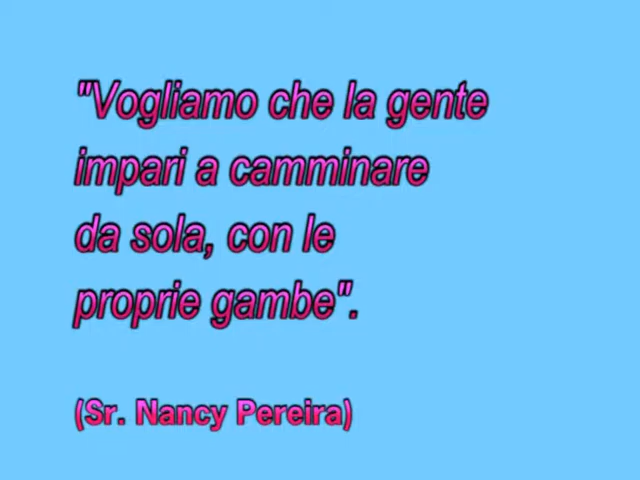 "Vogliamo che la gente
impari a camminare
da sola, con le
proprie gambe".
(Sr. Nancy Pereira)